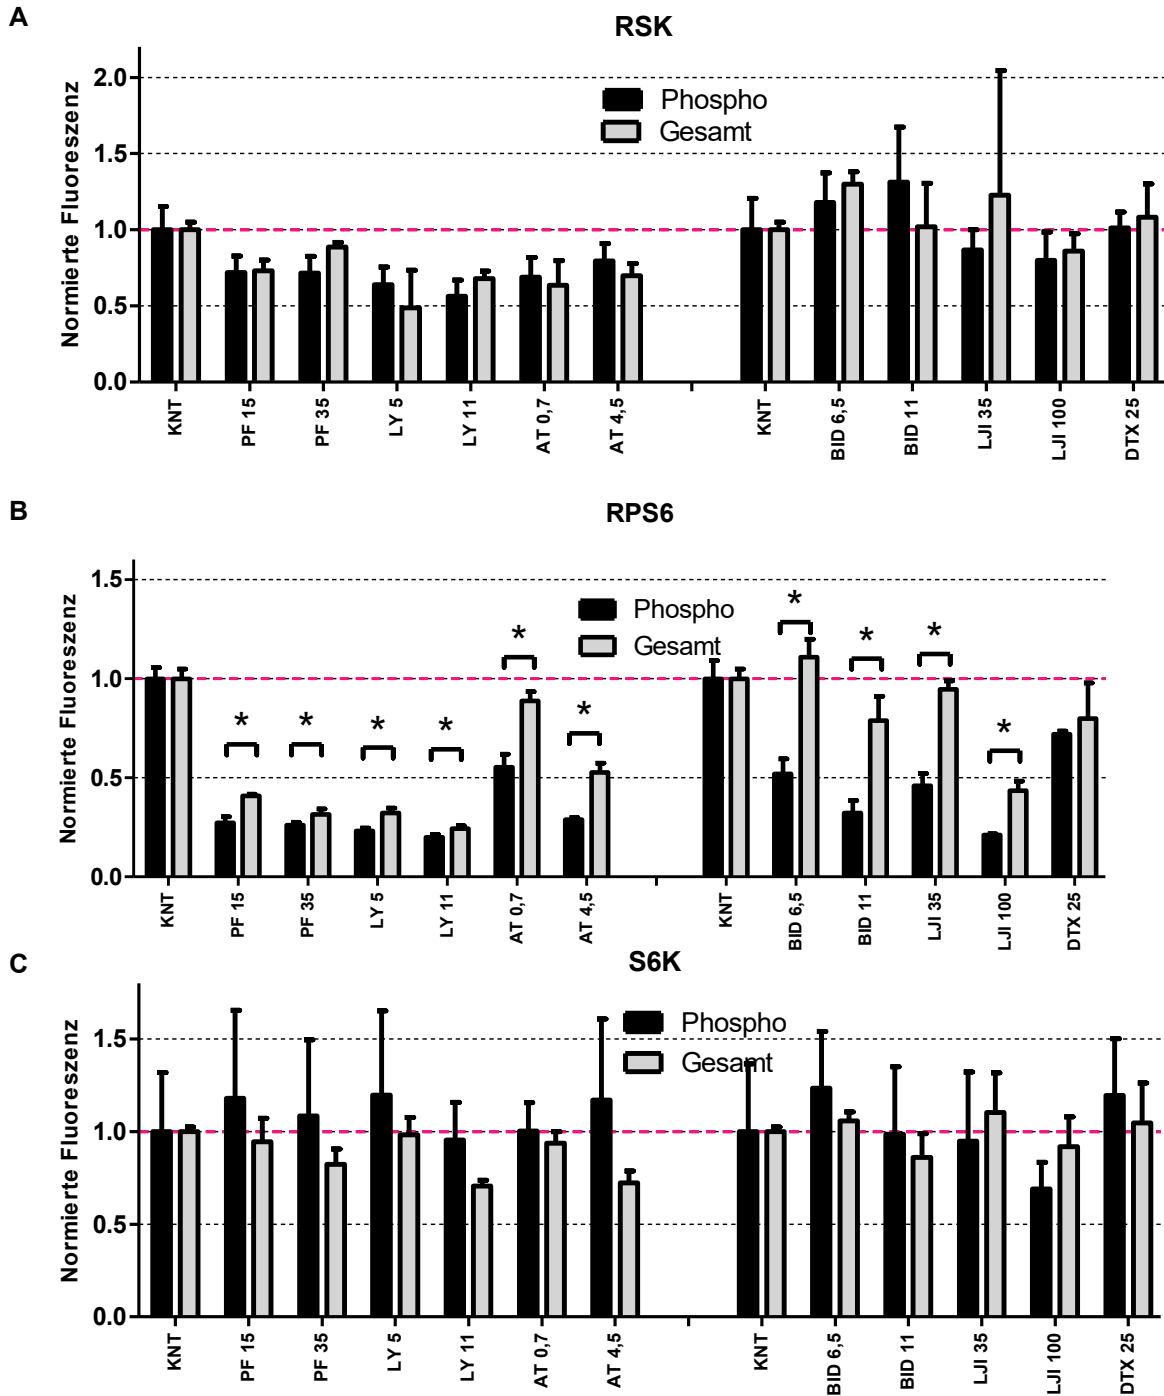 A
RSK
Normierte Fluoreszenz
2.0
1.5
1.0
0.5
0.0
Phospho
Gesamt
KNT
PF 15
PF 35
LY 5
LY 11
AT 0,7
AT 4,5
KNT
BID 6,5
BID 11
LJI 35
LJI 100
DTX 25
B
RPS6
Normierte Fluoreszenz
1.5
1.0
0.5
0.0
Phospho
Gesamt
* * * * * * * * * *
KNT
PF 15
PF 35
LY 5
LY 11
AT 0,7
AT 4,5
KNT
BID 6,5
BID 11
LJI 35
LJI 100
DTX 25
C
S6K
Normierte Fluoreszenz
1.5
1.0
0.5
0.0
Phospho
Gesamt
KNT
PF 15
PF 35
LY 5
LY 11
AT 0,7
AT 4,5
KNT
BID 6,5
BID 11
LJI 35
LJI 100
DTX 25